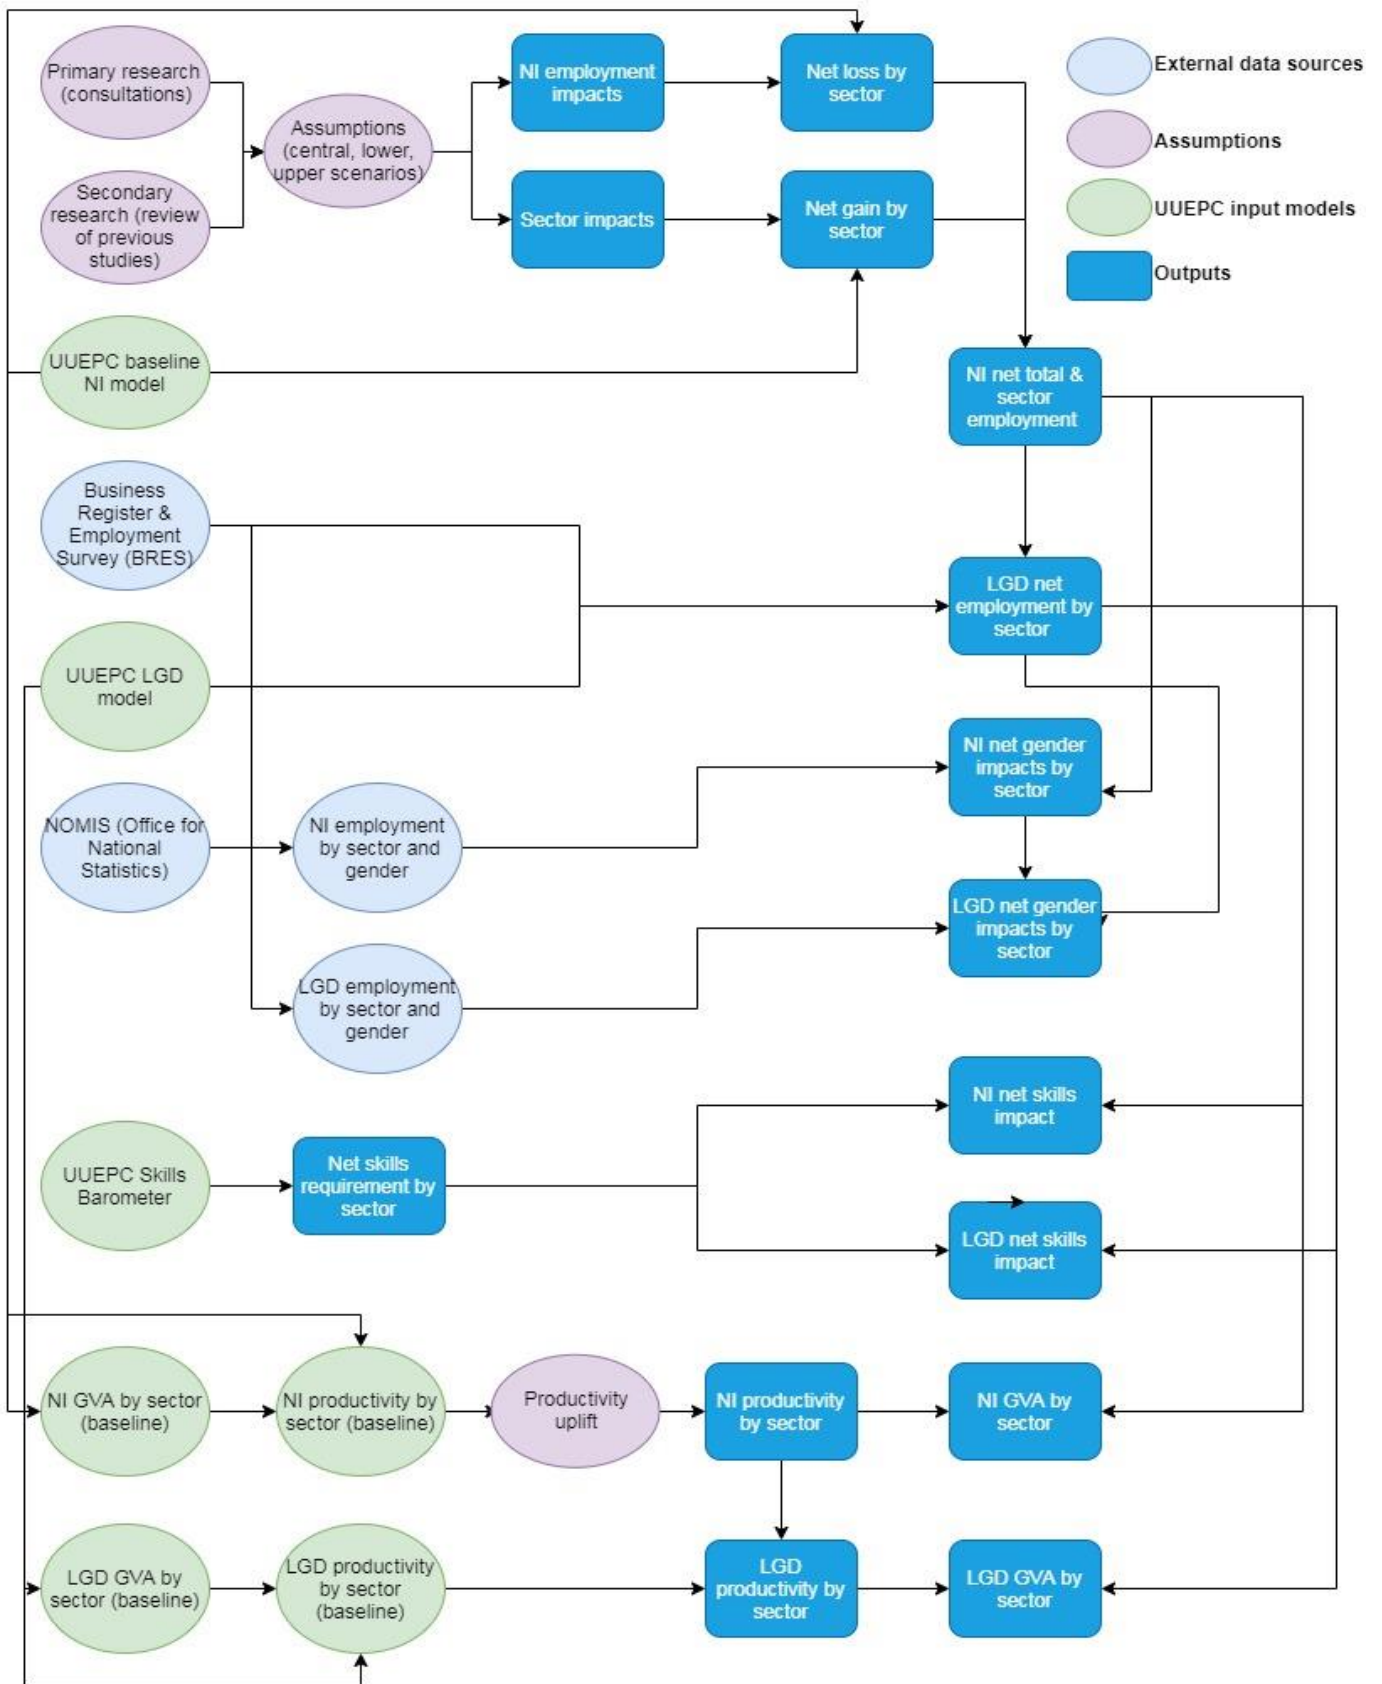 Primary research
(consultations)
Secondary
research (review
of previous
studies)
Assumptions
(central, lower,
upper scenarios)
NI employment
impacts
Sector impacts
Net loss by
sector
Net gain by
sector
External data sources
Assumptions
UUEPC input models
Outputs
UUEPC baseline
NI model
NI net total &
sector
employment
Business
Register &
Employment
Survey (BRES)
LGD net
employment by
sector
UUEPC LGD
model
NI net gender
impacts by
sector
NOMIS (Office for
National
Statistics)
NI employment
by sector and
gender
LGD net gender
impacts by
sector
LGD employment
by sector and
gender
NI net skills
impact
UUEPC Skills
Barometer
Net skills
requirement by
sector
LGD net skills
impact
NI GVA by sector
(baseline)
NI productivity by
sector (baseline)
Productivity
uplift
NI productivity
by sector
NI GVA by
sector
LGD GVA by
sector (baseline)
LGD productivity
by sector
(baseline)
LGD
productivity by
sector
LGD GVA by
sector